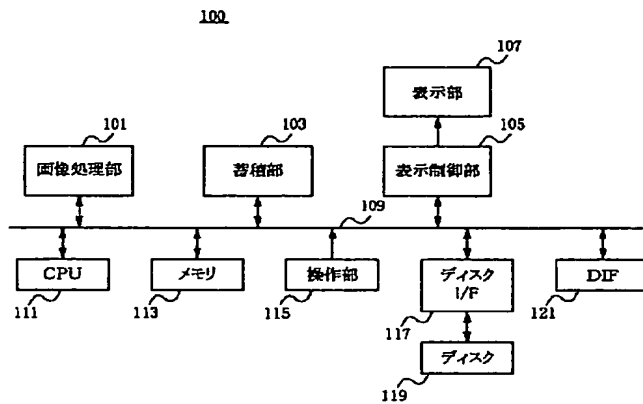 100
107
表示部
101
画像処理部
103
蓄積部
105
表示制御部
109
CPU
111
メモリ
113
操作部
115
ディスク
I/F
117
DIF
121
ディスク
119